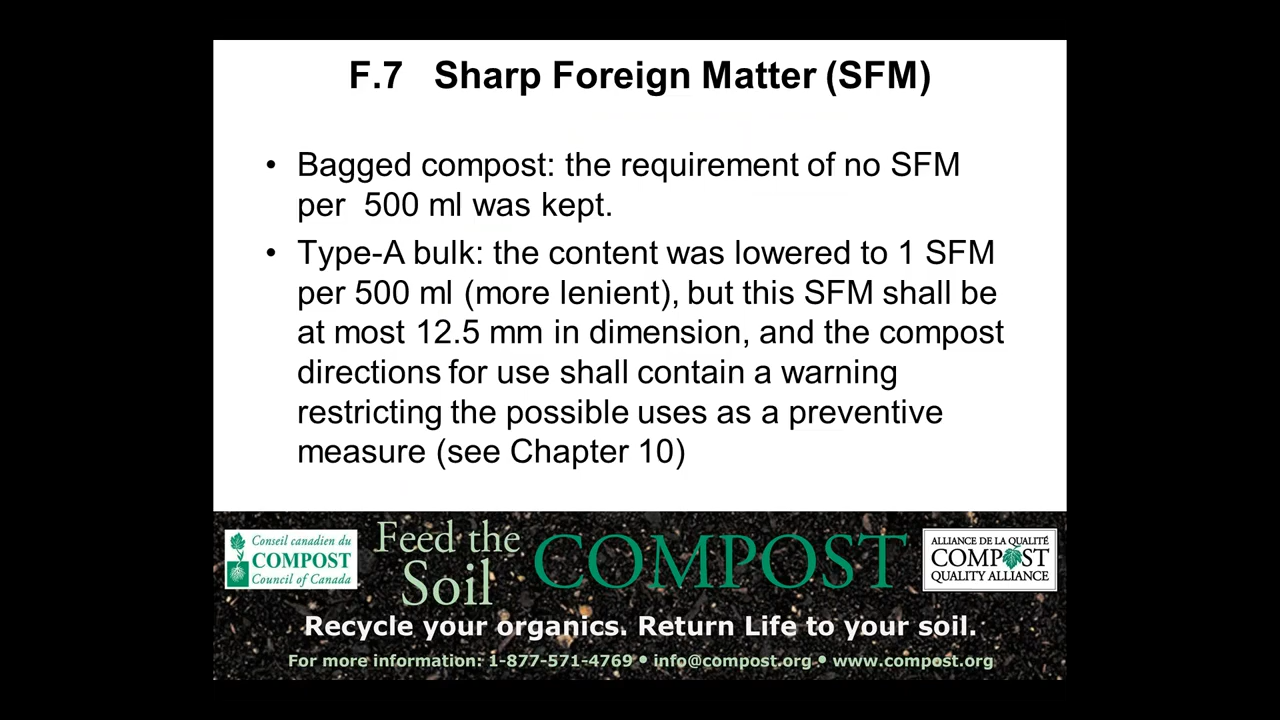 F.7 Sharp Foreign Matter (SFM)
• Bagged compost: the requirement of no SFM
per 500 ml was kept.
• Type-A bulk: the content was lowered to 1 SFM
per 500 ml (more lenient), but this SFM shall be
at most 12.5 mm in dimension, and the compost
directions for use shall contain a warning
restricting the possible uses as a preventive
measure (see Chapter 10)
Conseil canadien du
COMPOST
Council of Canada
Feed the
Soil
COMPOST
ALLIANCE DE LA QUALITÉ
COMPOST
QUALITY ALLIANCE
Recycle your organics. Return Life to your soil.
For more information: 1-877-571-4769 • info@compost.org • www.compost.org